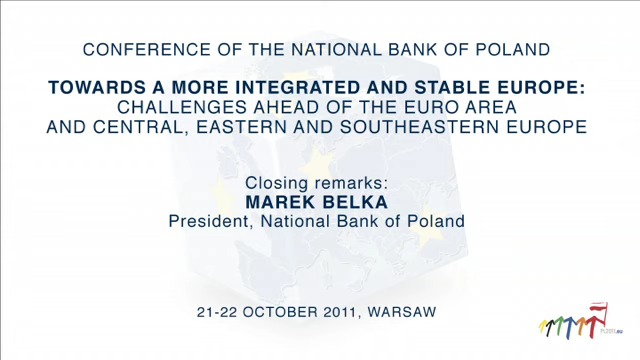 CONFERENCE OF THE NATIONAL BANK OF POLAND
TOWARDS A MORE INTEGRATED AND STABLE EUROPE:
CHALLENGES AHEAD OF THE EURO AREA
AND CENTRAL, EASTERN AND SOUTHEASTERN EUROPE
Closing remarks:
MAREK BELKA
President, National Bank of Poland
21-22 OCTOBER 2011, WARSAW
pl2011.eu